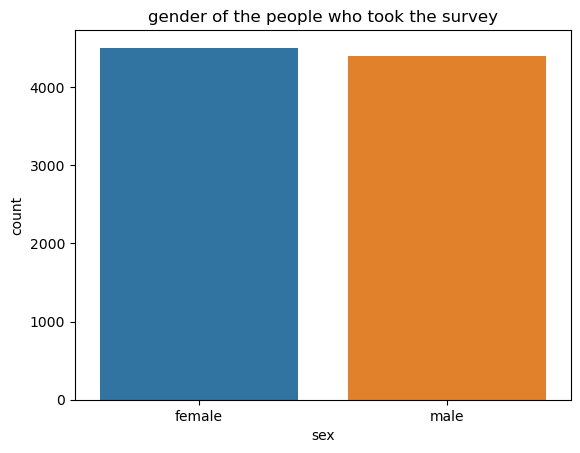 gender of the people who took the survey
count
4000
3000
2000
1000
0
female male
sex